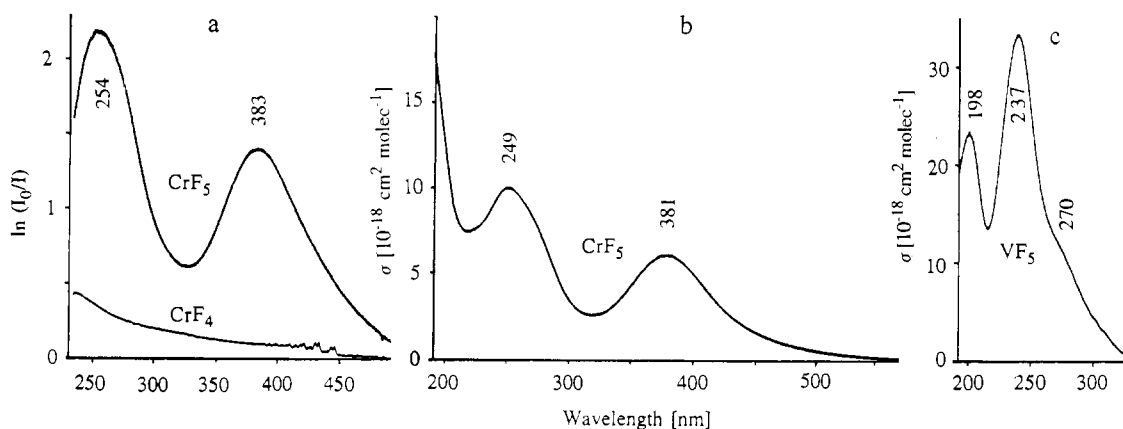 a
ln (I0/I)
2
1
0
254
383
CrF5
CrF4
250
300
350
400
450
b
σ [10-18 cm2 molec-1]
15
10
5
0
249
381
CrF5
200
300
400
500
Wavelength [nm]
c
σ [10-18 cm2 molec-1]
30
20
10
0
198
237
270
VF5
200
250
300